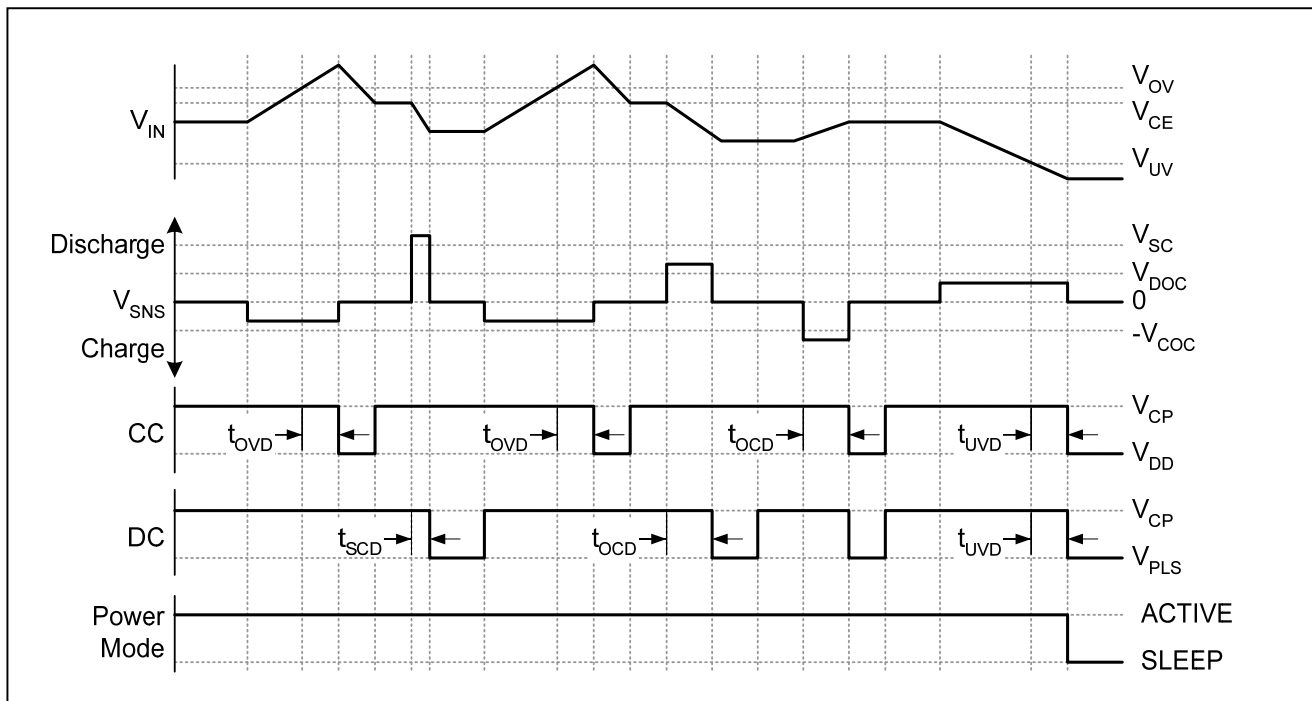 V_OV
V_CE
V_IN
V_UV
Discharge
V_SC
V_DOC
V_SNS
0
Charge
-V_COC
V_CP
CC
t_OVD
t_OVD
t_OCD
t_UVD
V_DD
V_CP
DC
t_SCD
t_OCD
t_UVD
V_PLS
Power
Mode
ACTIVE
SLEEP